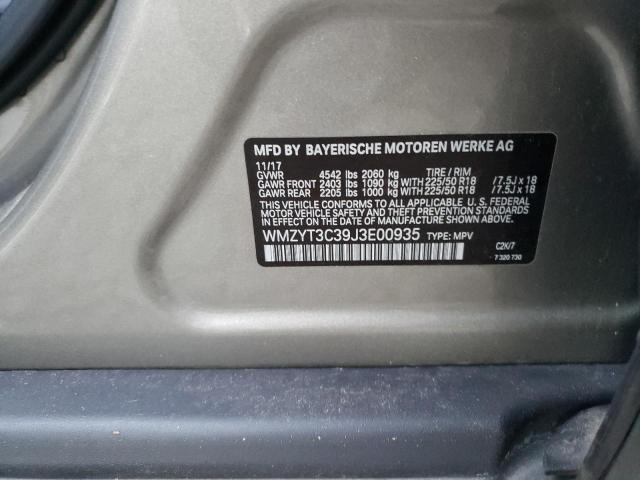 MFD BY BAYERISCHE MOTOREN WERKE AG
11/17
GVWR 4542 lbs 2060 kg TIRE / RIM
GAWR FRONT 2403 lbs 1090 kg WITH 225/50 R18 /7.5J x 18
GAWR REAR 2205 lbs 1000 kg WITH 225/50 R18 /7.5J x 18
THIS VEHICLE CONFORMS TO ALL APPLICABLE, U. S. FEDERAL
MOTOR VEHICLE SAFETY AND THEFT PREVENTION STANDARDS
IN EFFECT ON THE DATE OF MANUFACTURE SHOWN ABOVE.
WMZYT3C39J3E00935 TYPE: MPV
C2K/7
7 320 730